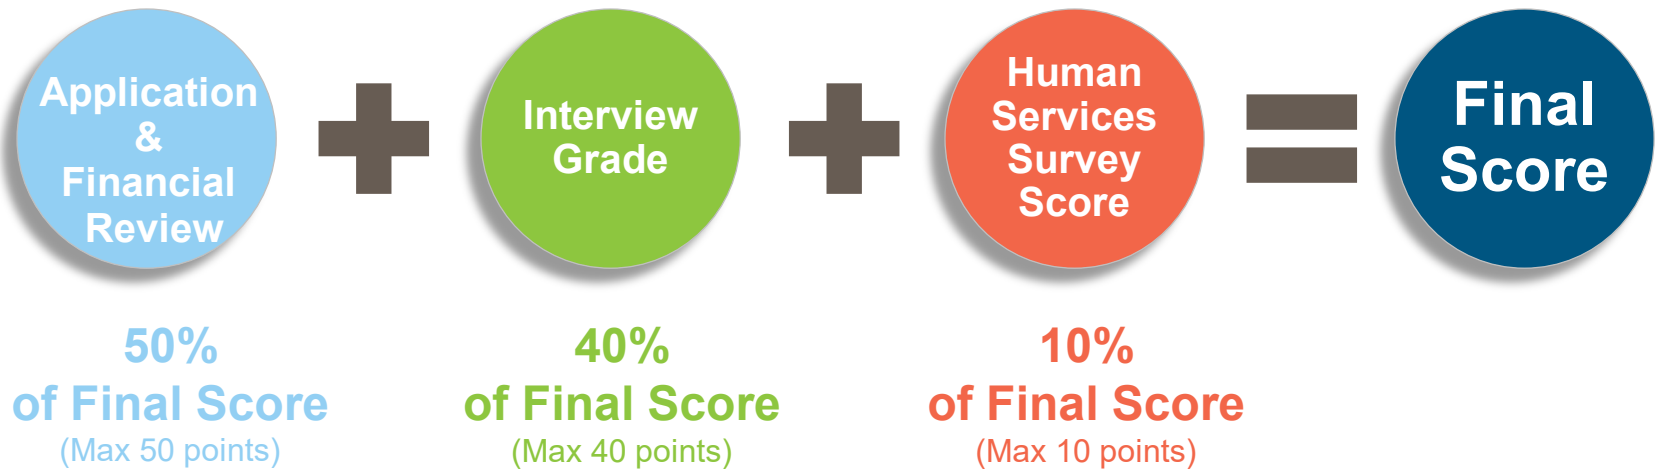 Application
&
Financial
Review
Interview
Grade
Human
Services
Survey
Score
Final
Score
50%
of Final Score
(Max 50 points)
40%
of Final Score
(Max 40 points)
10%
of Final Score
(Max 10 points)